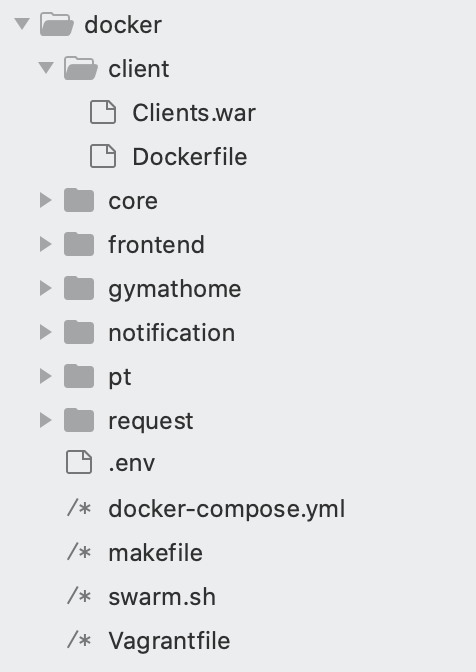 docker
client
Clients.war
Dockerfile
core
frontend
gymathome
notification
pt
request
.env
/* docker-compose.yml
/* makefile
/* swarm.sh
/* Vagrantfile